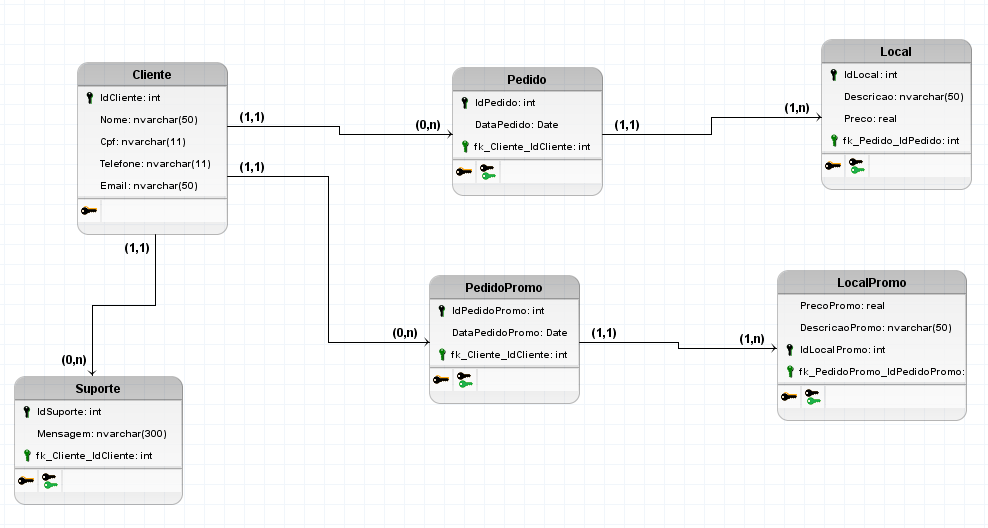 Cliente
IdCliente: int
Nome: nvarchar(50)
Cpf: nvarchar(11)
Telefone: nvarchar(11)
Email: nvarchar(50)
(1,1)
(0,n)
(1,1)
(1,1)
(0,n)
Pedido
IdPedido: int
DataPedido: Date
fk_Cliente_IdCliente: int
(1,1)
(1,n)
Local
IdLocal: int
Descricao: nvarchar(50)
Preco: real
fk_Pedido_IdPedido: int
PedidoPromo
IdPedidoPromo: int
DataPedidoPromo: Date
fk_Cliente_IdCliente: int
(1,1)
(1,n)
LocalPromo
PrecoPromo: real
DescricaoPromo: nvarchar(50)
IdLocalPromo: int
fk_PedidoPromo_IdPedidoPromo:
(0,n)
Suporte
IdSuporte: int
Mensagem: nvarchar(300)
fk_Cliente_IdCliente: int